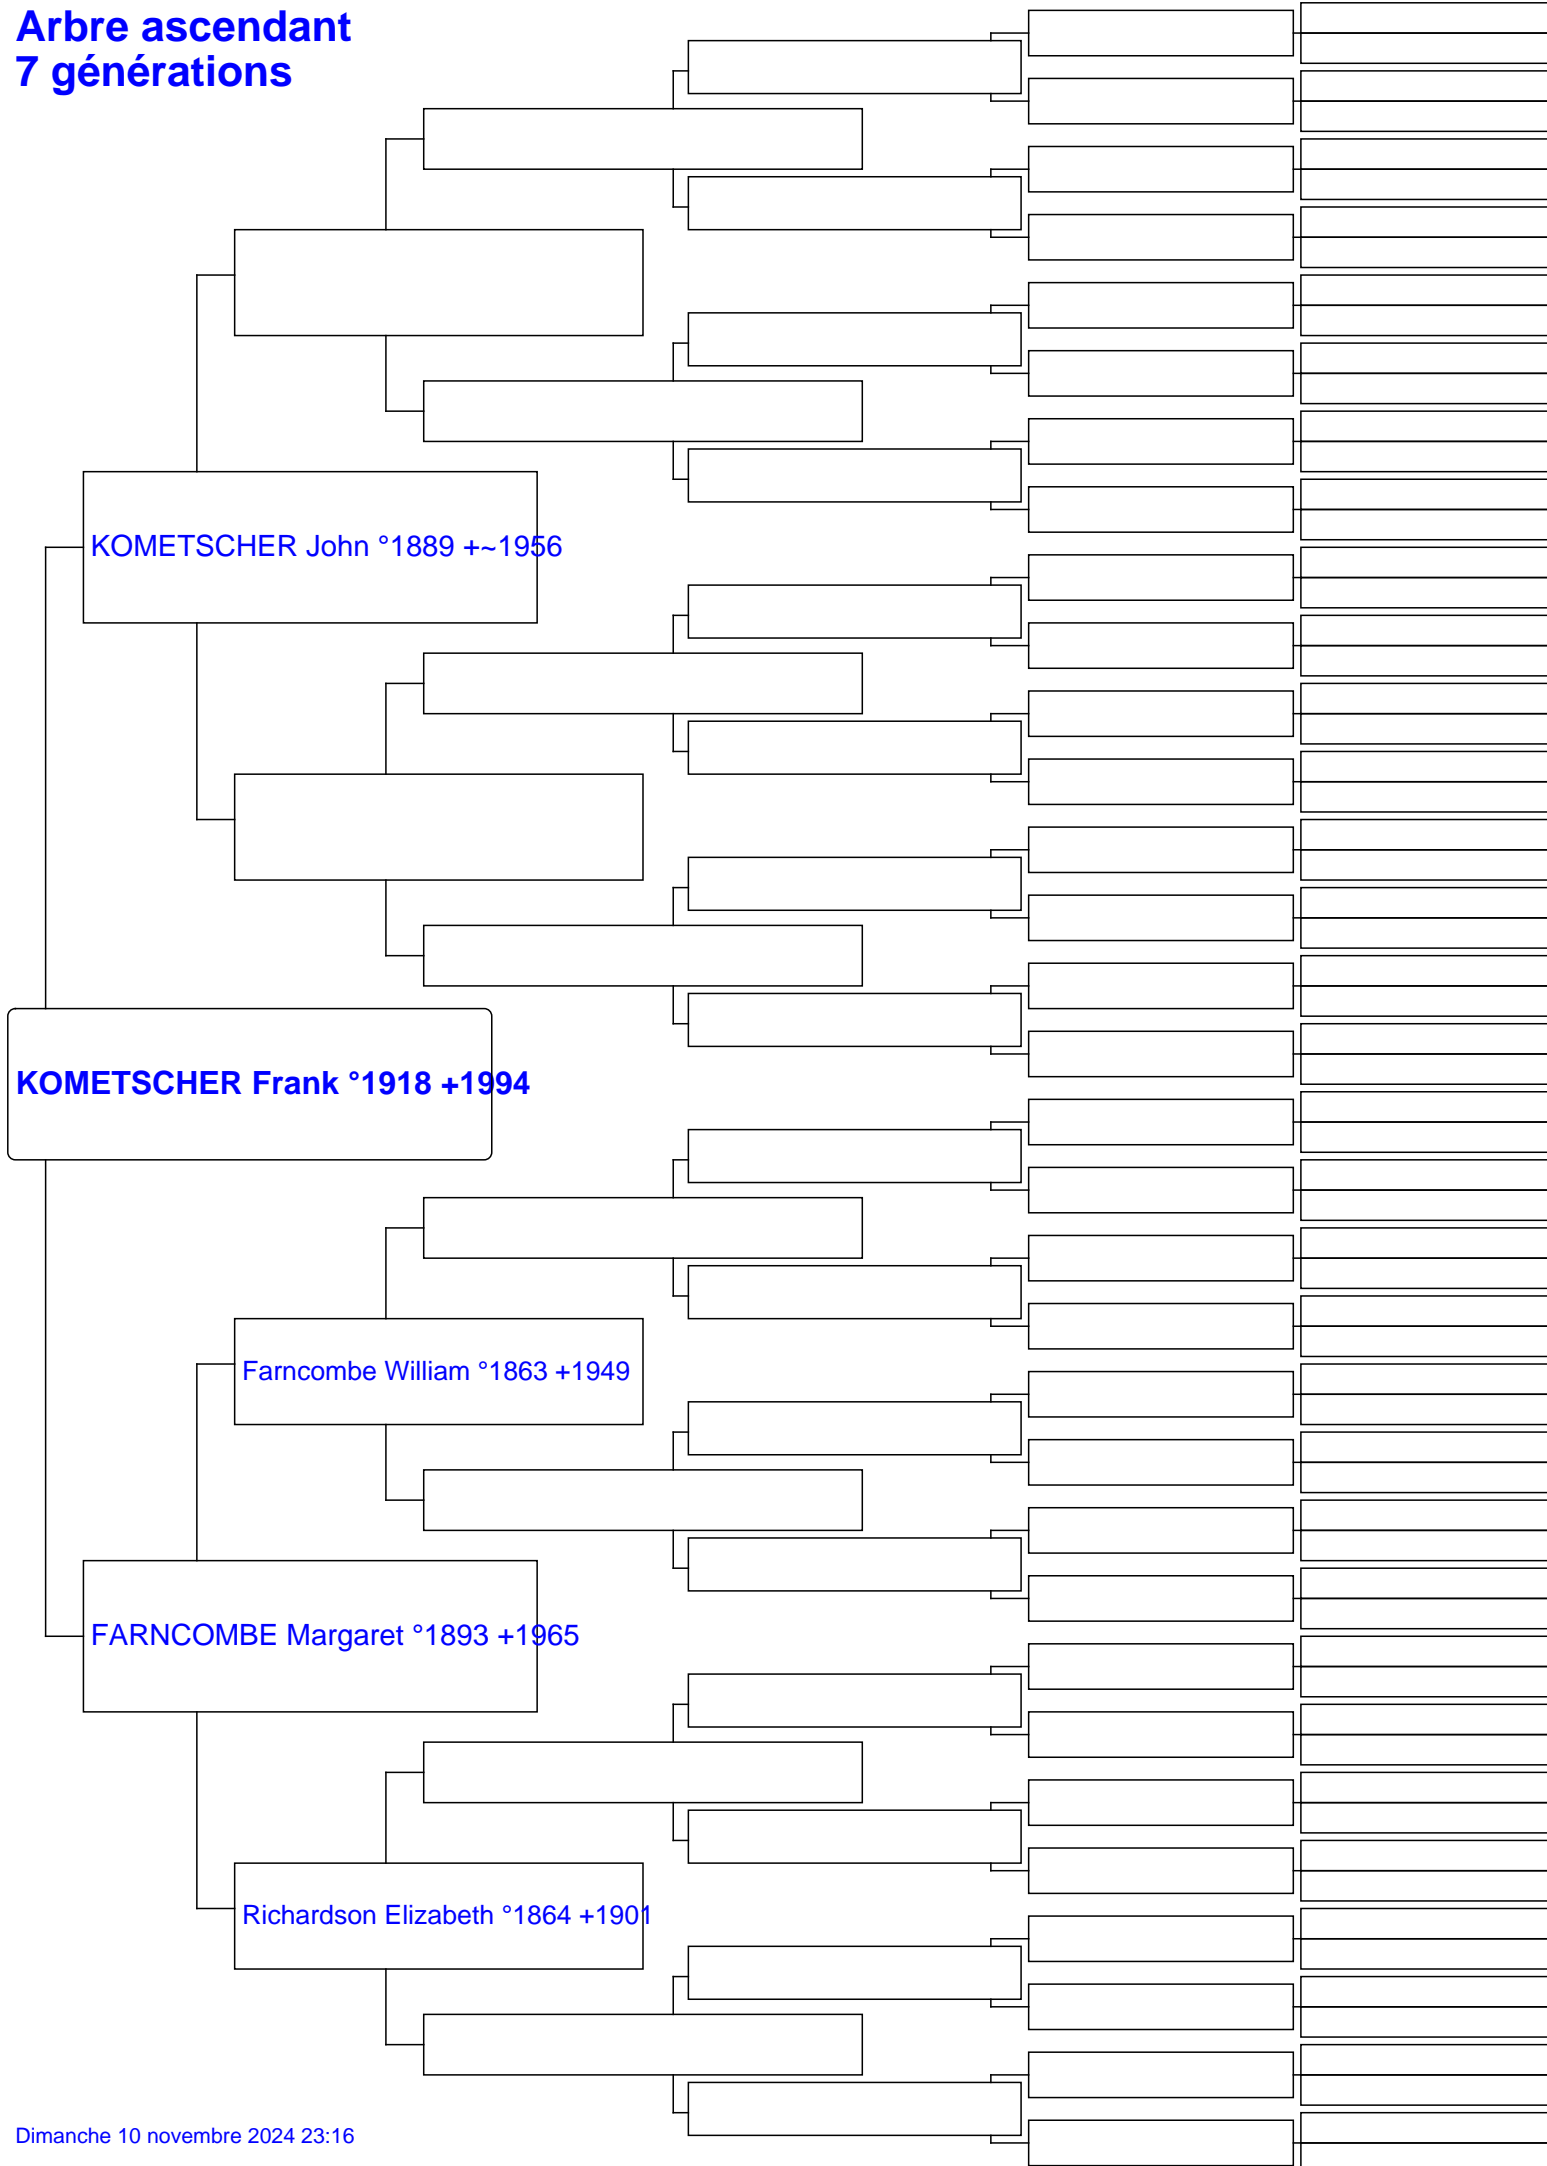 Arbre ascendant
7 générations
KOMETSCHER John °1889 +~1956
KOMETSCHER Frank °1918 +1994
Farncombe William °1863 +1949
FARNCOMBE Margaret °1893 +1965
Richardson Elizabeth °1864 +1901
Dimanche 10 novembre 2024 23:16